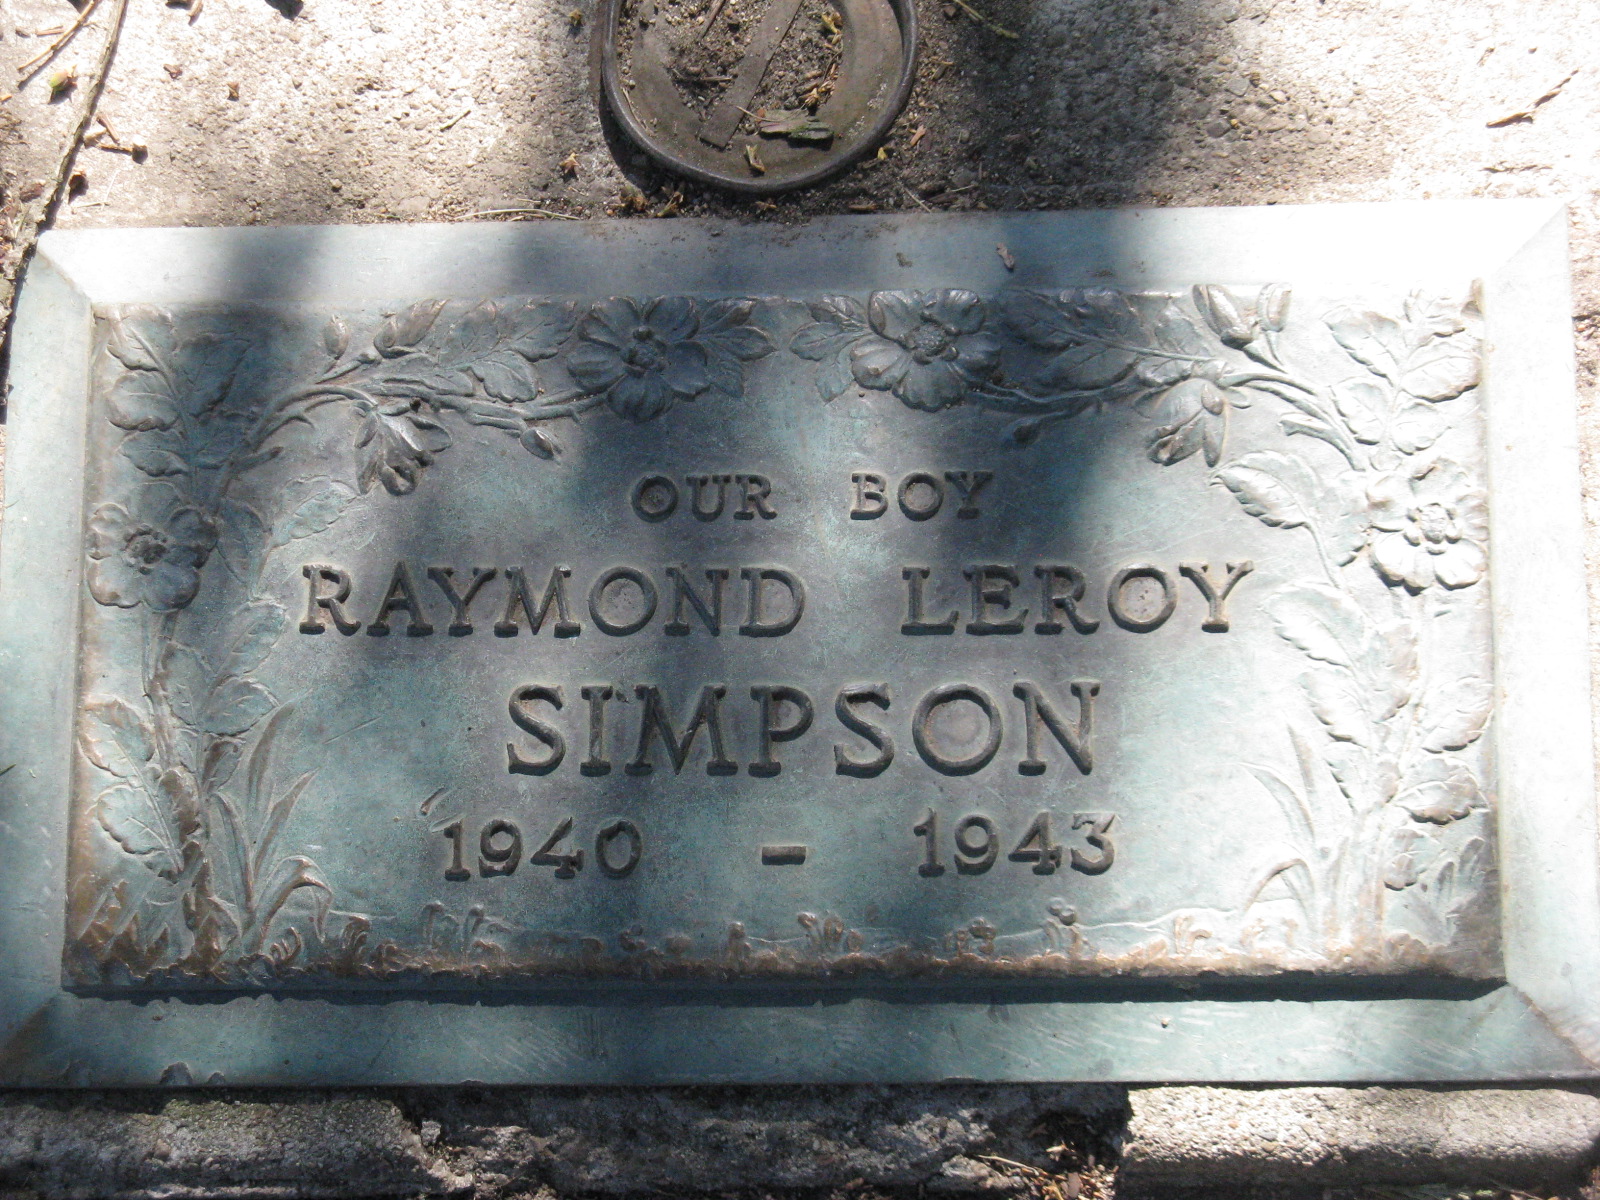 OUR BOY
RAYMOND LEROY
SIMPSON
1940 - 1943